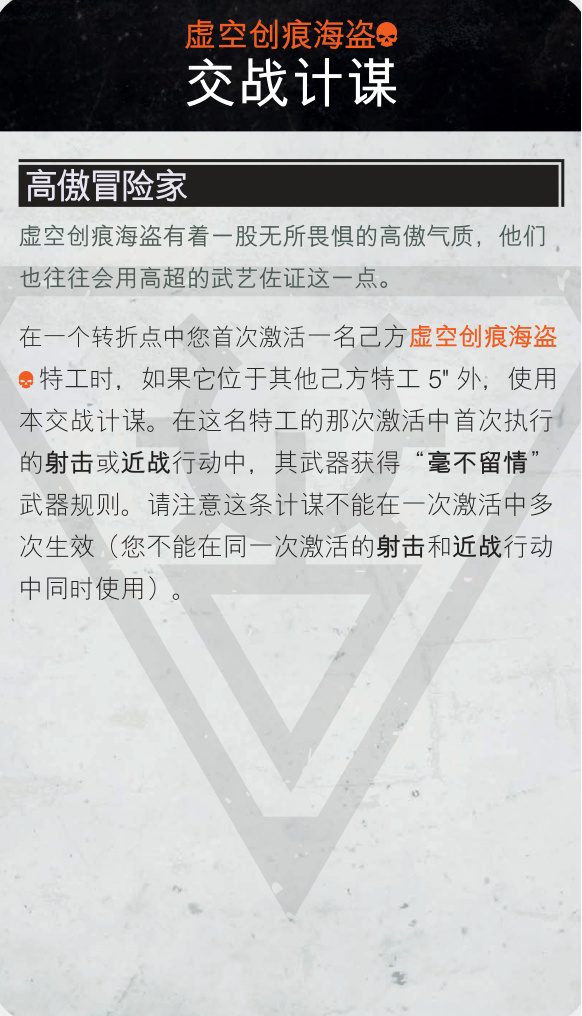 虚空创痕海盗
交战计谋
高傲冒险家
虚空创痕海盗有着一股无所畏惧的高傲气质，他们
也往往会用高超的武艺佐证这一点。
在一个转折点中您首次激活一名己方虚空创痕海盗
特工时，如果它位于其他己方特工 5" 外，使用
本交战计谋。在这名特工的那次激活中首次执行
的射击或近战行动中，其武器获得“毫不留情”
武器规则。请注意这条计谋不能在一次激活中多
次生效（您不能在同一次激活的射击和近战行动
中同时使用）。